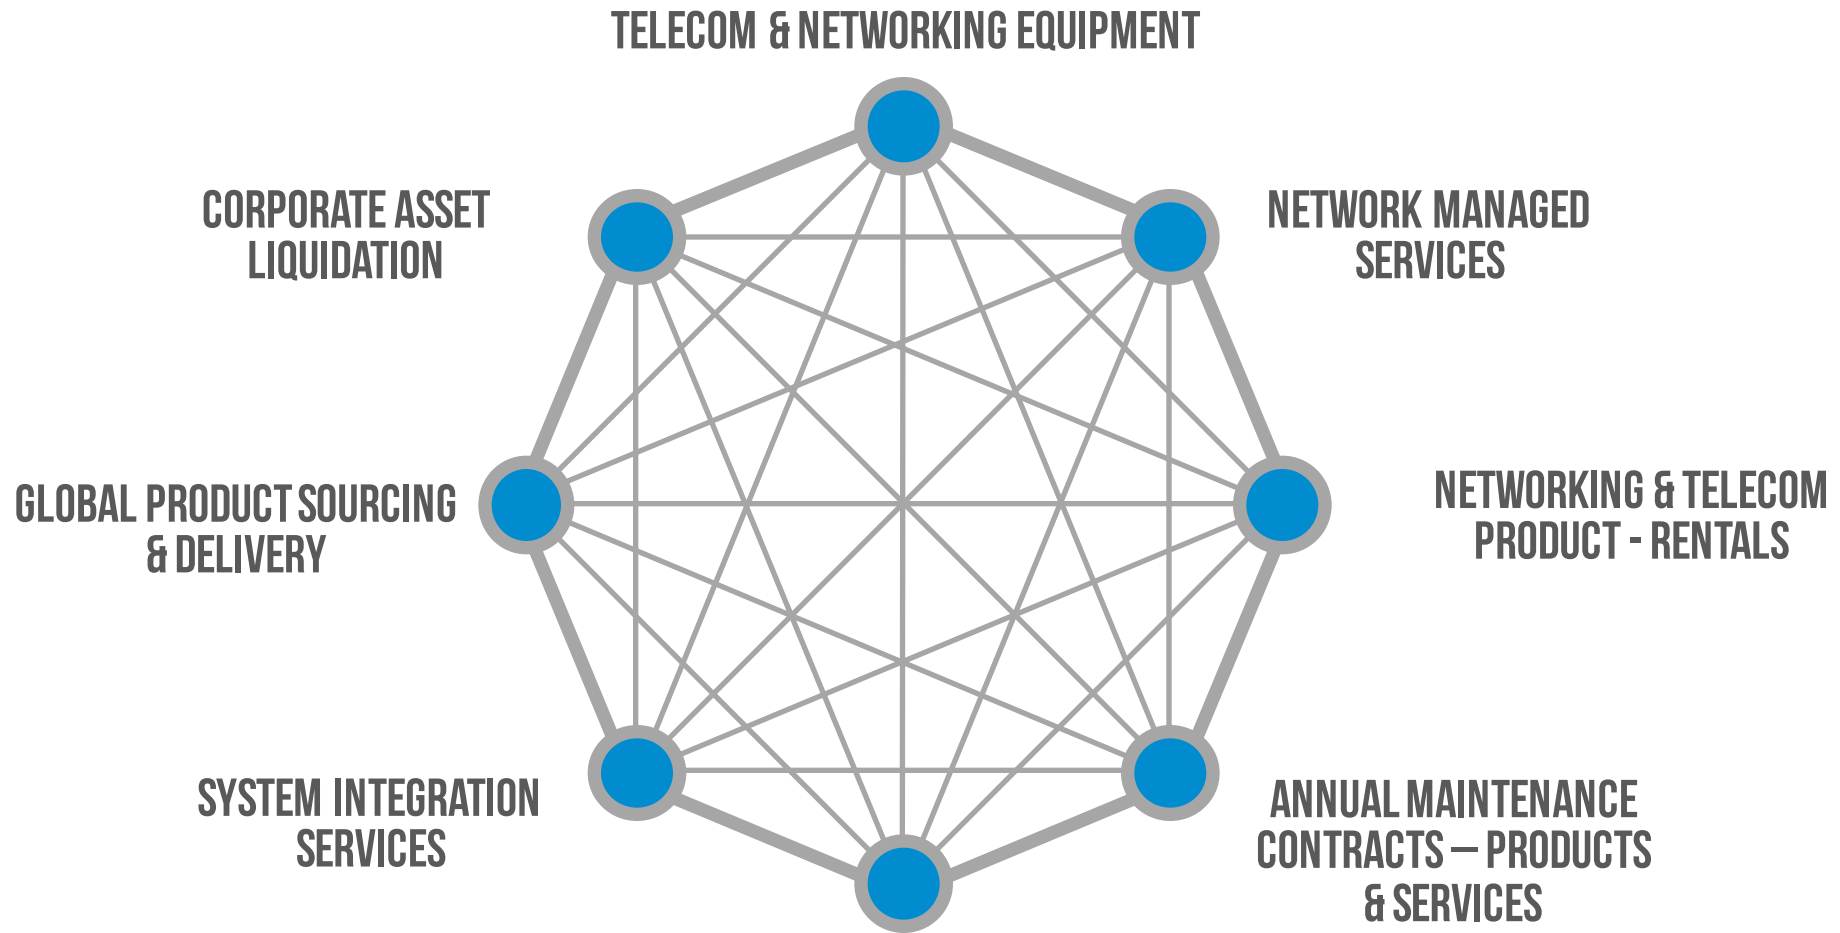 TELECOM & NETWORKING EQUIPMENT
CORPORATE ASSET
LIQUIDATION
NETWORK MANAGED
SERVICES
GLOBAL PRODUCT SOURCING
& DELIVERY
NETWORKING & TELECOM
PRODUCT - RENTALS
SYSTEM INTEGRATION
SERVICES
ANNUAL MAINTENANCE
CONTRACTS – PRODUCTS
& SERVICES